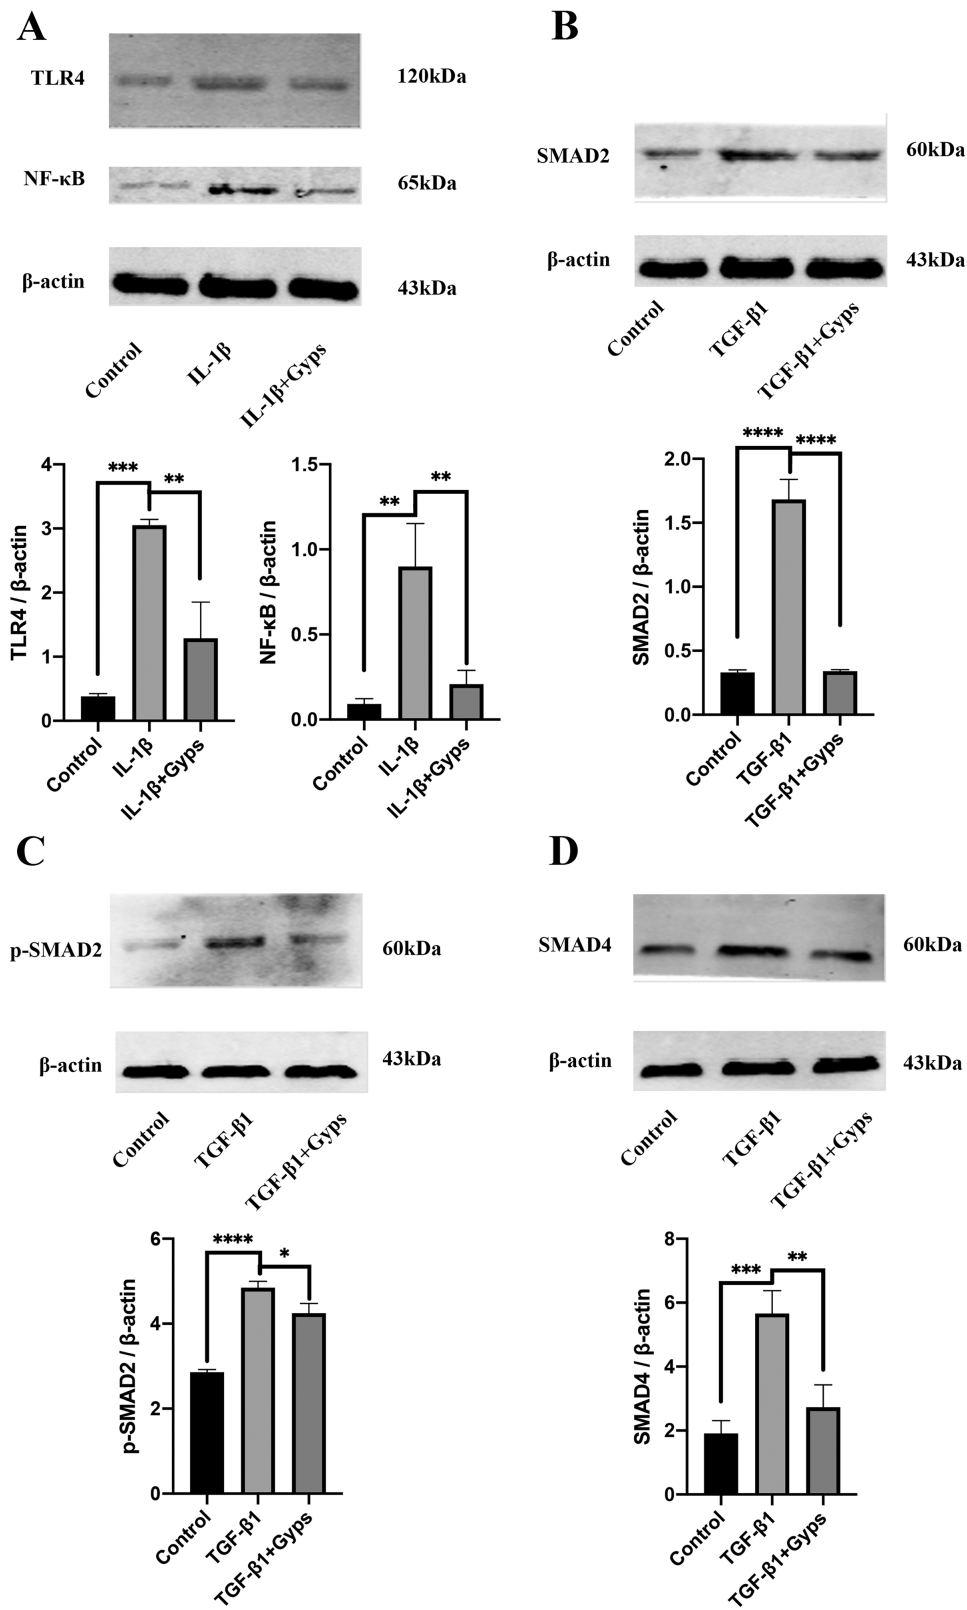 A
TLR4
120kDa
NF-κB
65kDa
β-actin
43kDa
Control
IL-1β
IL-1β+Gyps
TLR4 / β-actin
4
3
2
1
0
***
**
Control
IL-1β
IL-1β+Gyps
NF-κB / β-actin
1.5
1.0
0.5
0.0
**
**
Control
IL-1β
IL-1β+Gyps
B
SMAD2
60kDa
β-actin
43kDa
Control
TGF-β1
TGF-β1+Gyps
SMAD2 / β-actin
2.0
1.5
1.0
0.5
0.0
****
****
Control
TGF-β1
TGF-β1+Gyps
C
p-SMAD2
60kDa
β-actin
43kDa
Control
TGF-β1
TGF-β1+Gyps
p-SMAD2 / β-actin
6
4
2
0
****
*
Control
TGF-β1
TGF-β1+Gyps
D
SMAD4
60kDa
β-actin
43kDa
Control
TGF-β1
TGF-β1+Gyps
SMAD4 / β-actin
8
6
4
2
0
***
**
Control
TGF-β1
TGF-β1+Gyps